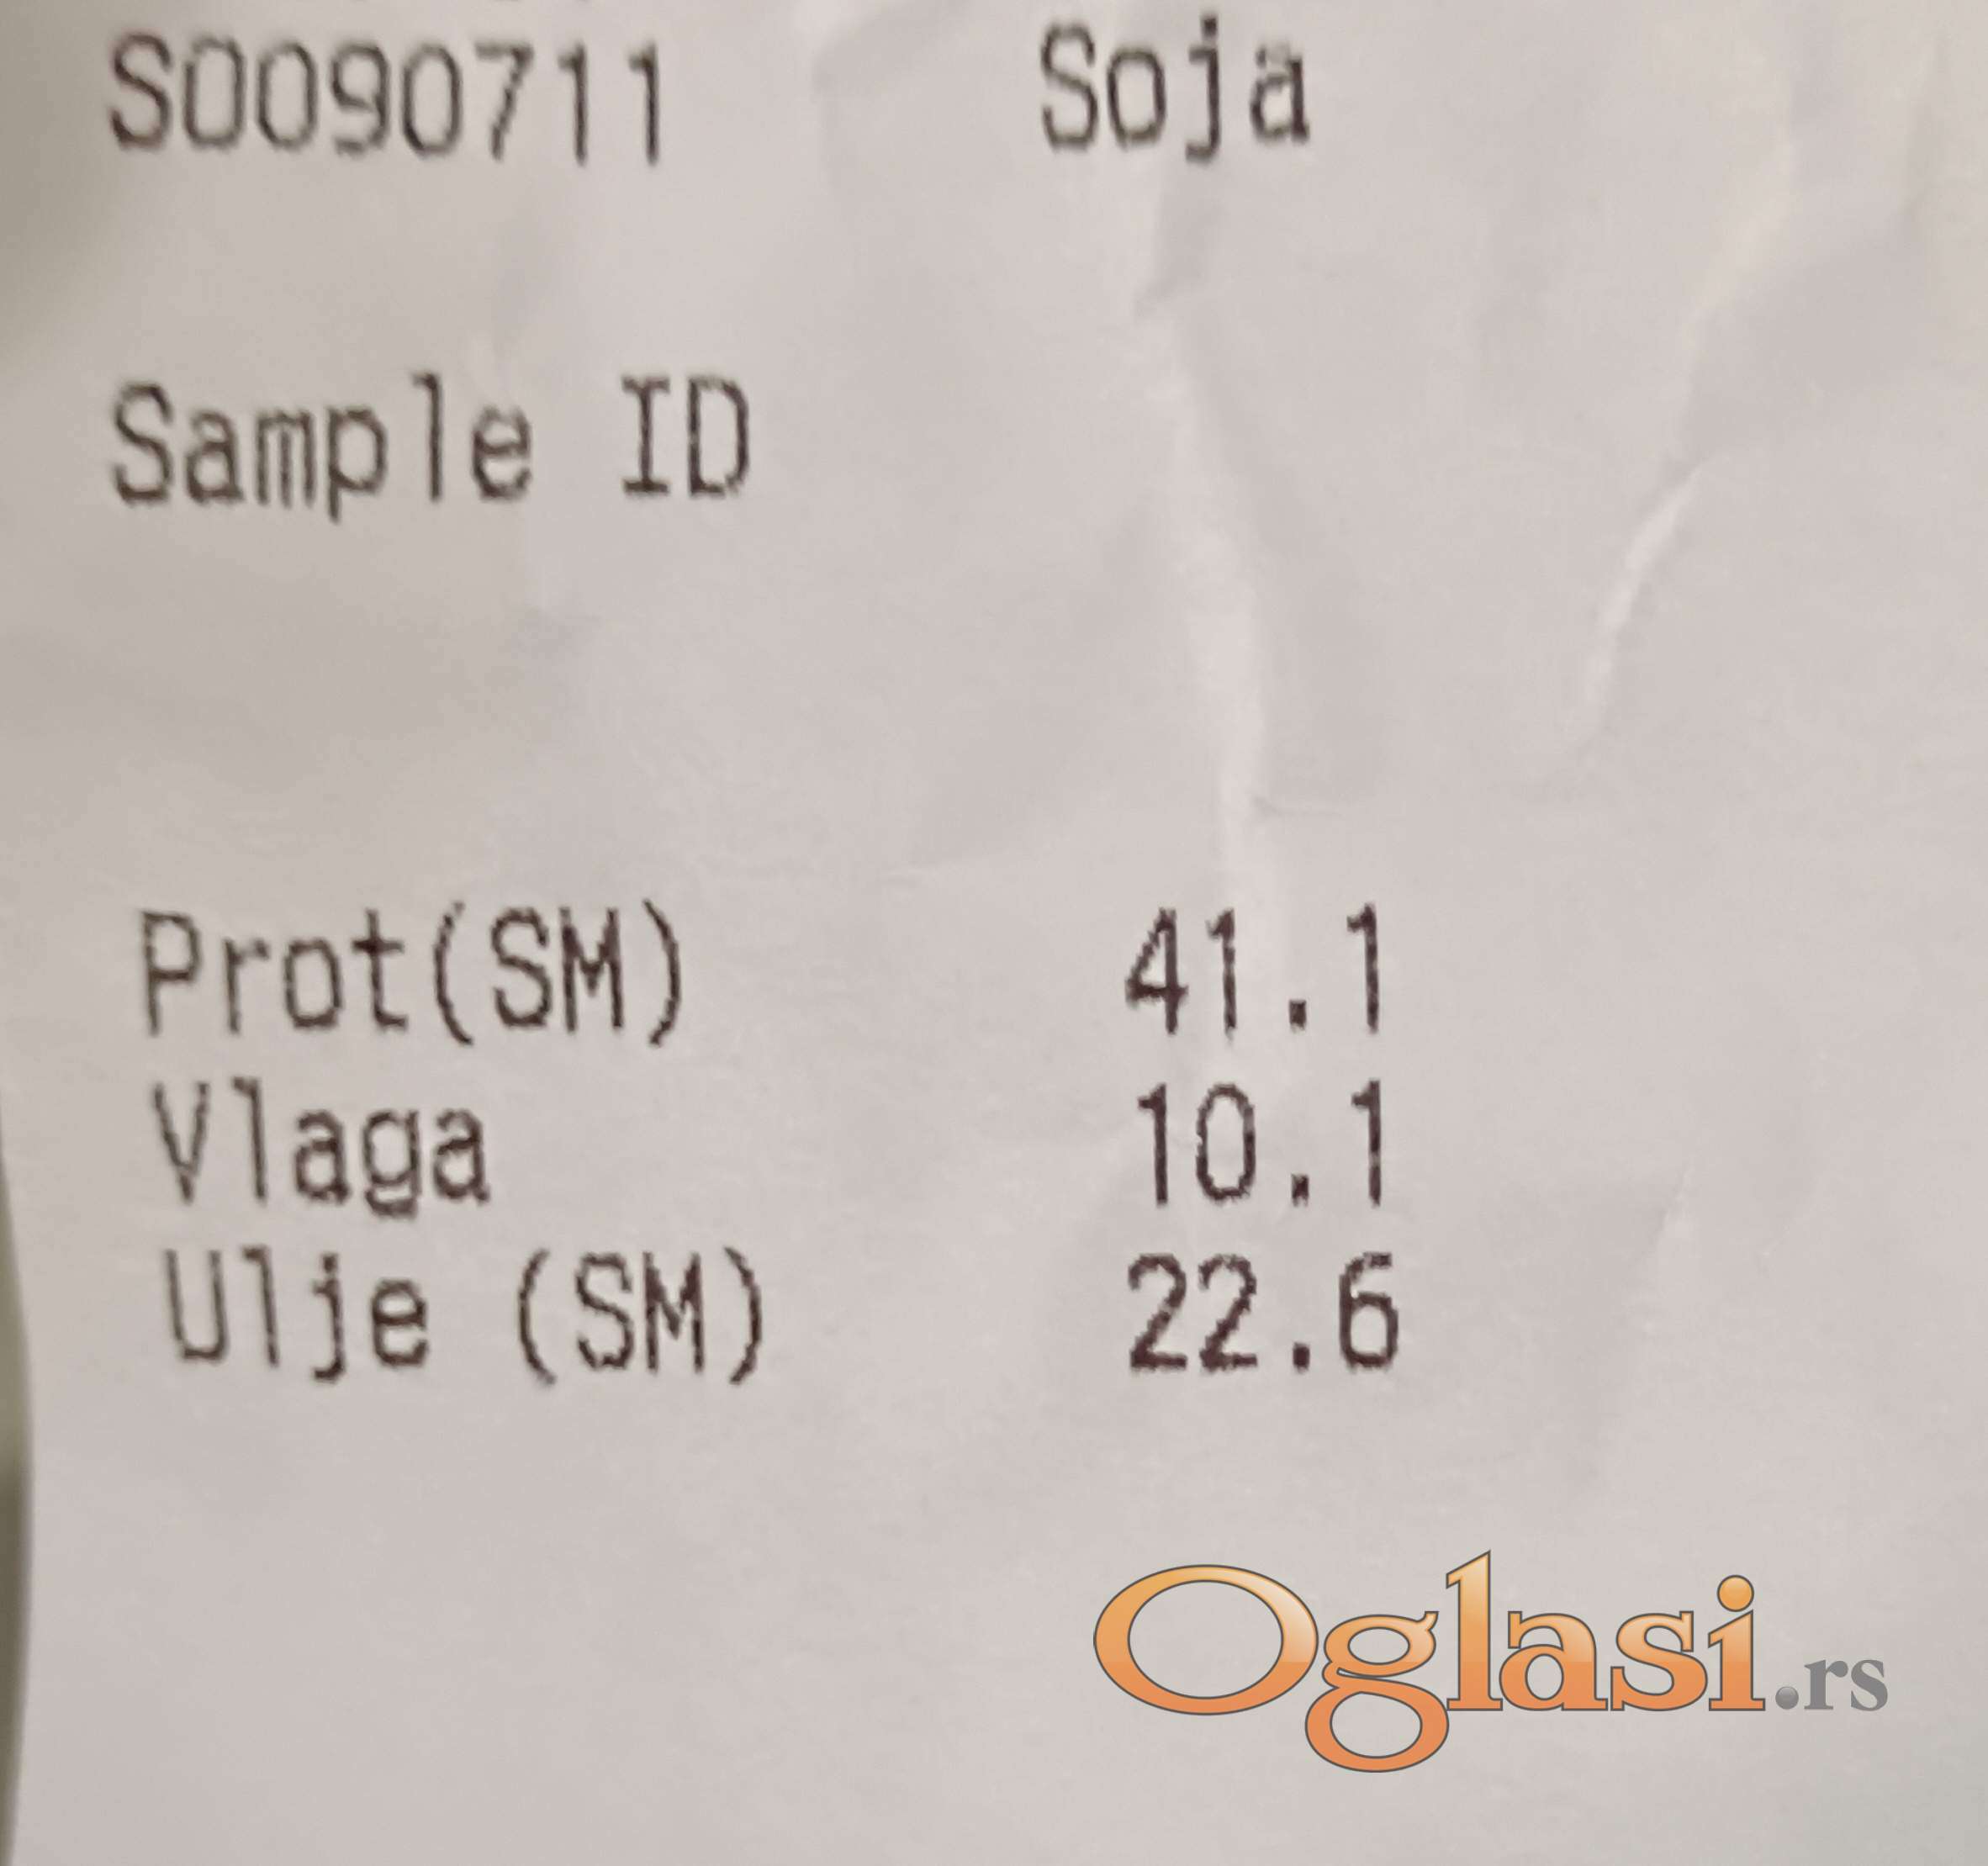 S0090711 Soja
Sample ID
Prot(SM) 41.1
Vlaga 10.1
Ulje (SM) 22.6
Oglasi.rs